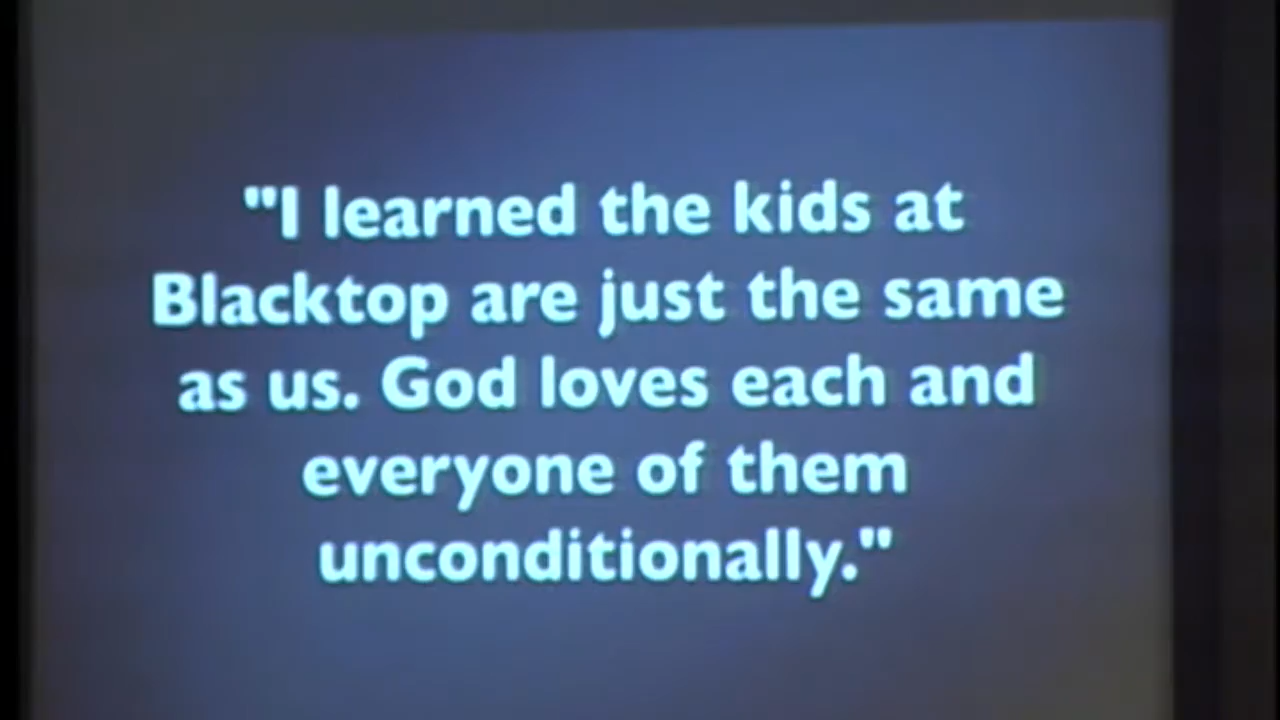 "I learned the kids at
Blacktop are just the same
as us. God loves each and
everyone of them
unconditionally."